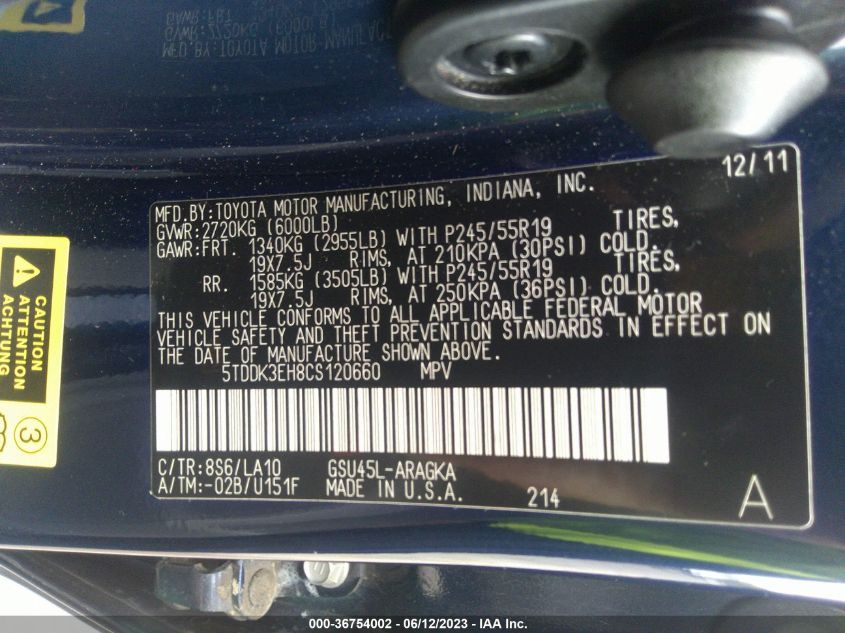 12/11
MFD.BY:TOYOTA MOTOR MANUFACTURING, INDIANA, INC.
GVWR:2720KG (6000LB)
GAWR:FRT. 1340KG (2955LB) WITH P245/55R19 TIRES,
19X7.5J RIMS, AT 210KPA (30PSI) COLD.
RR. 1585KG (3505LB) WITH P245/55R19 TIRES,
19X7.5J RIMS, AT 250KPA (36PSI) COLD.
THIS VEHICLE CONFORMS TO ALL APPLICABLE FEDERAL MOTOR
VEHICLE SAFETY AND THEFT PREVENTION STANDARDS IN EFFECT ON
THE DATE OF MANUFACTURE SHOWN ABOVE.
5TDDK3EH8CS120660 MPV
C/TR:8S6/LA10 GSU45L-ARAGKA
A/TM:-02B/U151F MADE IN U.S.A. 214 A
CAUTION
ATTENTION
ACHTUNG
3
000-36754002 - 06/12/2023 - IAA Inc.